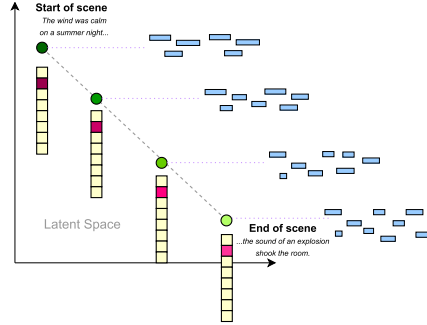 Start of scene
The wind was calm
on a summer night...
Latent Space
End of scene
...the sound of an explosion
shook the room.